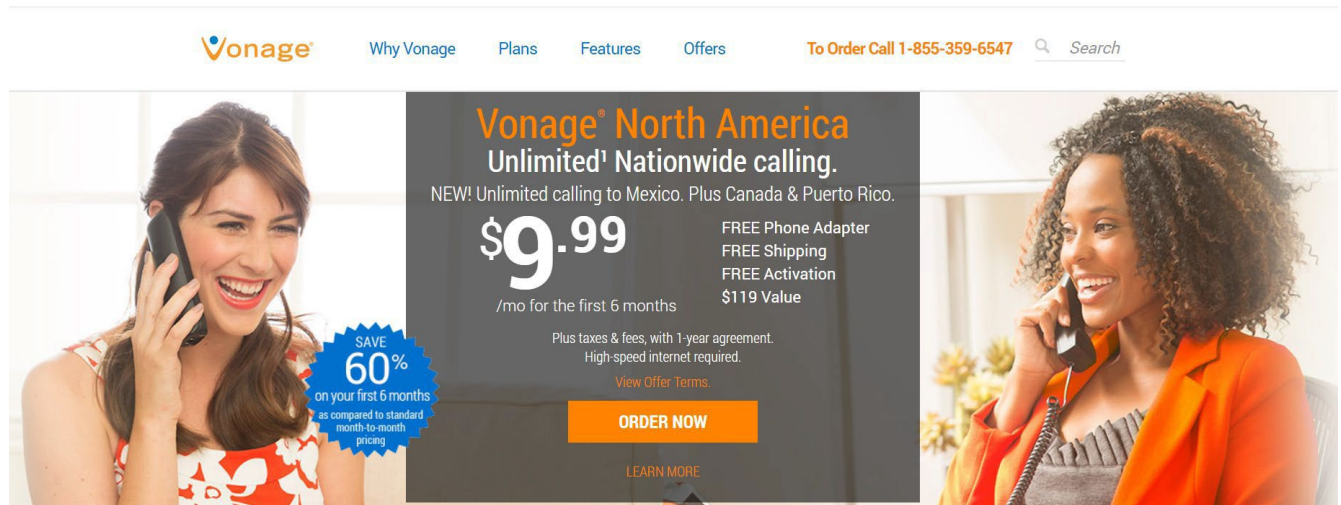 Vonage®
Why Vonage Plans Features Offers To Order Call 1-855-359-6547 Search
Vonage® North America
Unlimited¹ Nationwide calling.
NEW! Unlimited calling to Mexico. Plus Canada & Puerto Rico.
$9.99
/mo for the first 6 months
FREE Phone Adapter
FREE Shipping
FREE Activation
$119 Value
Plus taxes & fees, with 1-year agreement.
High-speed internet required.
View Offer Terms.
ORDER NOW
LEARN MORE
SAVE
60%
on your first 6 months
as compared to standard
month-to-month
pricing